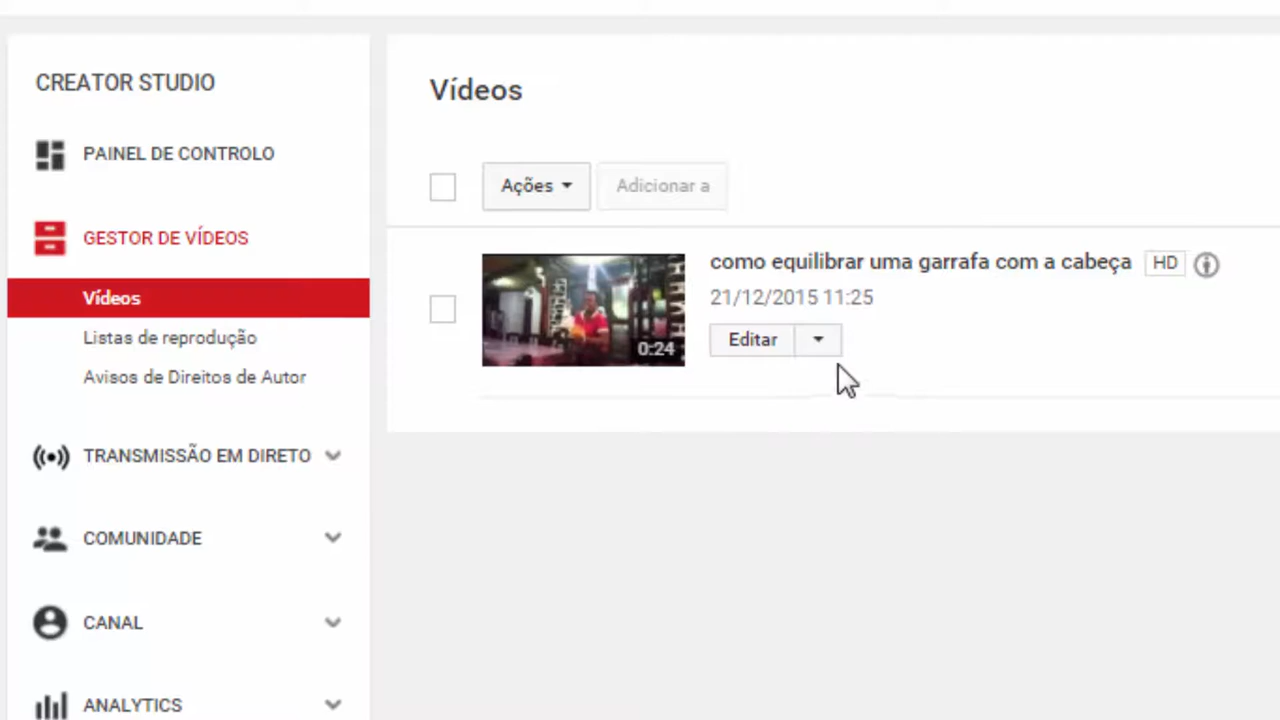 CREATOR STUDIO
PAINEL DE CONTROLO
GESTOR DE VÍDEOS
Vídeos
Listas de reprodução
Avisos de Direitos de Autor
TRANSMISSÃO EM DIRETO
COMUNIDADE
CANAL
ANALYTICS
Vídeos
Ações
Adicionar a
como equilibrar uma garrafa com a cabeça HD
21/12/2015 11:25
0:24
Editar